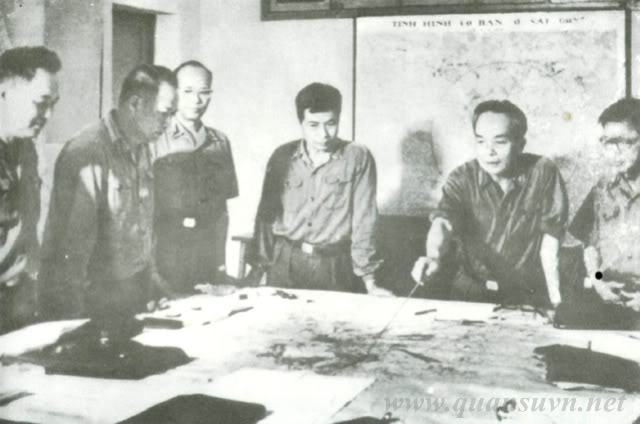 TÌNH HÌNH CƠ BẢN Ở SÀI GÒN
www.quansuvn.net